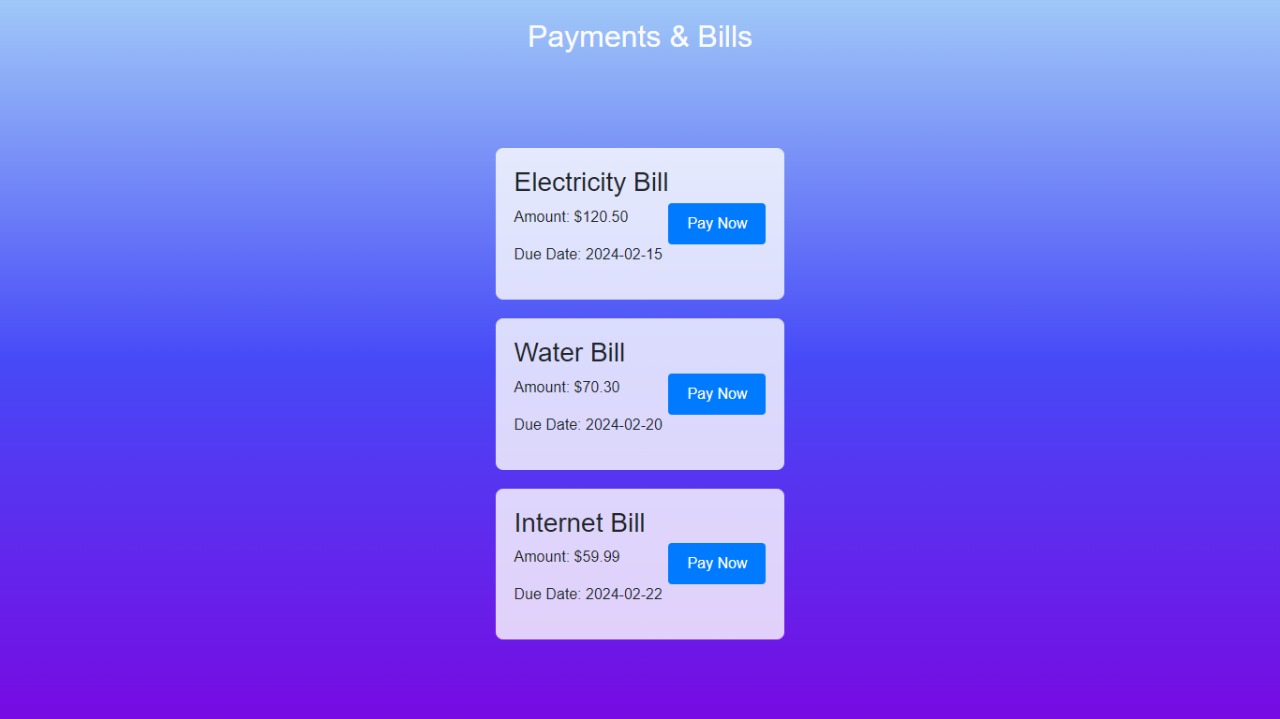 Payments & Bills
Electricity Bill
Amount: $120.50
Pay Now
Due Date: 2024-02-15
Water Bill
Amount: $70.30
Pay Now
Due Date: 2024-02-20
Internet Bill
Amount: $59.99
Pay Now
Due Date: 2024-02-22